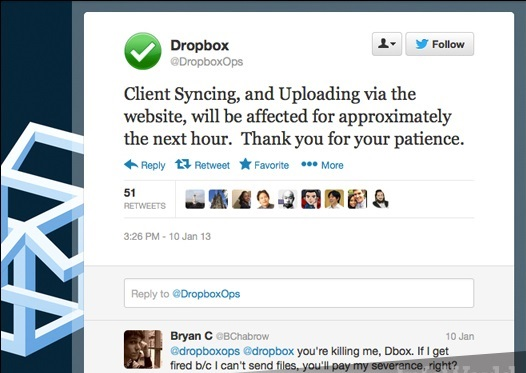 Dropbox
@DropboxOps
Follow
Client Syncing, and Uploading via the
website, will be affected for approximately
the next hour. Thank you for your patience.
Reply Retweet Favorite More
51
RETWEETS
3:26 PM - 10 Jan 13
Reply to @DropboxOps
Bryan C @BChabrow 10 Jan
@dropboxops @dropbox you're killing me, Dbox. If I get
fired b/c I can't send files, you'll pay my severance, right?